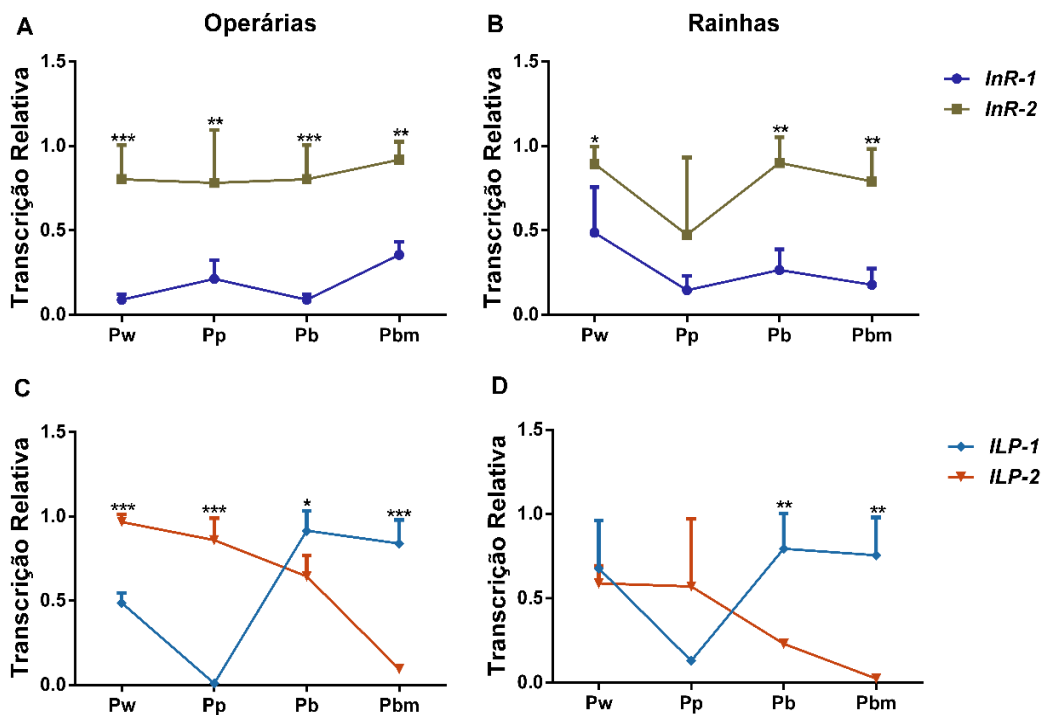 A
Operárias
B
Rainhas
Transcrição Relativa
1.5
1.0
0.5
0.0
***
**
***
**
Pw
Pp
Pb
Pbm
Transcrição Relativa
1.5
1.0
0.5
0.0
*
**
**
Pw
Pp
Pb
Pbm
InR-1
InR-2
C
Transcrição Relativa
1.5
1.0
0.5
0.0
***
***
*
***
Pw
Pp
Pb
Pbm
D
Transcrição Relativa
1.5
1.0
0.5
0.0
**
**
Pw
Pp
Pb
Pbm
ILP-1
ILP-2